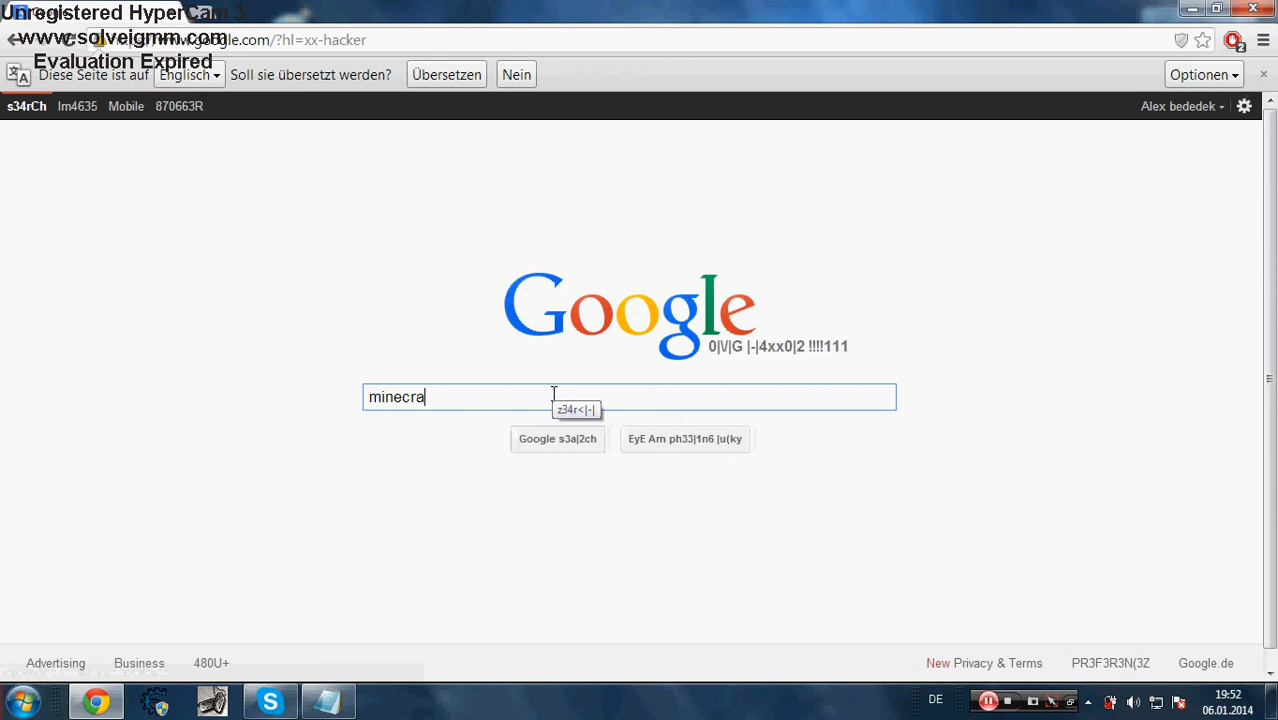 Unregistered HyperCam 3
www.solveigmm.com
Evaluation Expired
google.com/?hl=xx-hacker
2
Diese Seite ist auf Englisch Soll sie übersetzt werden? Übersetzen Nein Optionen
s34rCh Im4635 Mobile 870663R Alex bededek
Google
0|\/|G |-|4xx0|2 !!!!111
minecra
z34r<|-|
Google s3a|2ch EyE Am ph33|1n6 |u(ky
Advertising Business 480U+ New Privacy & Terms PR3F3R3N(3Z Google.de
DE 19:52
06.01.2014